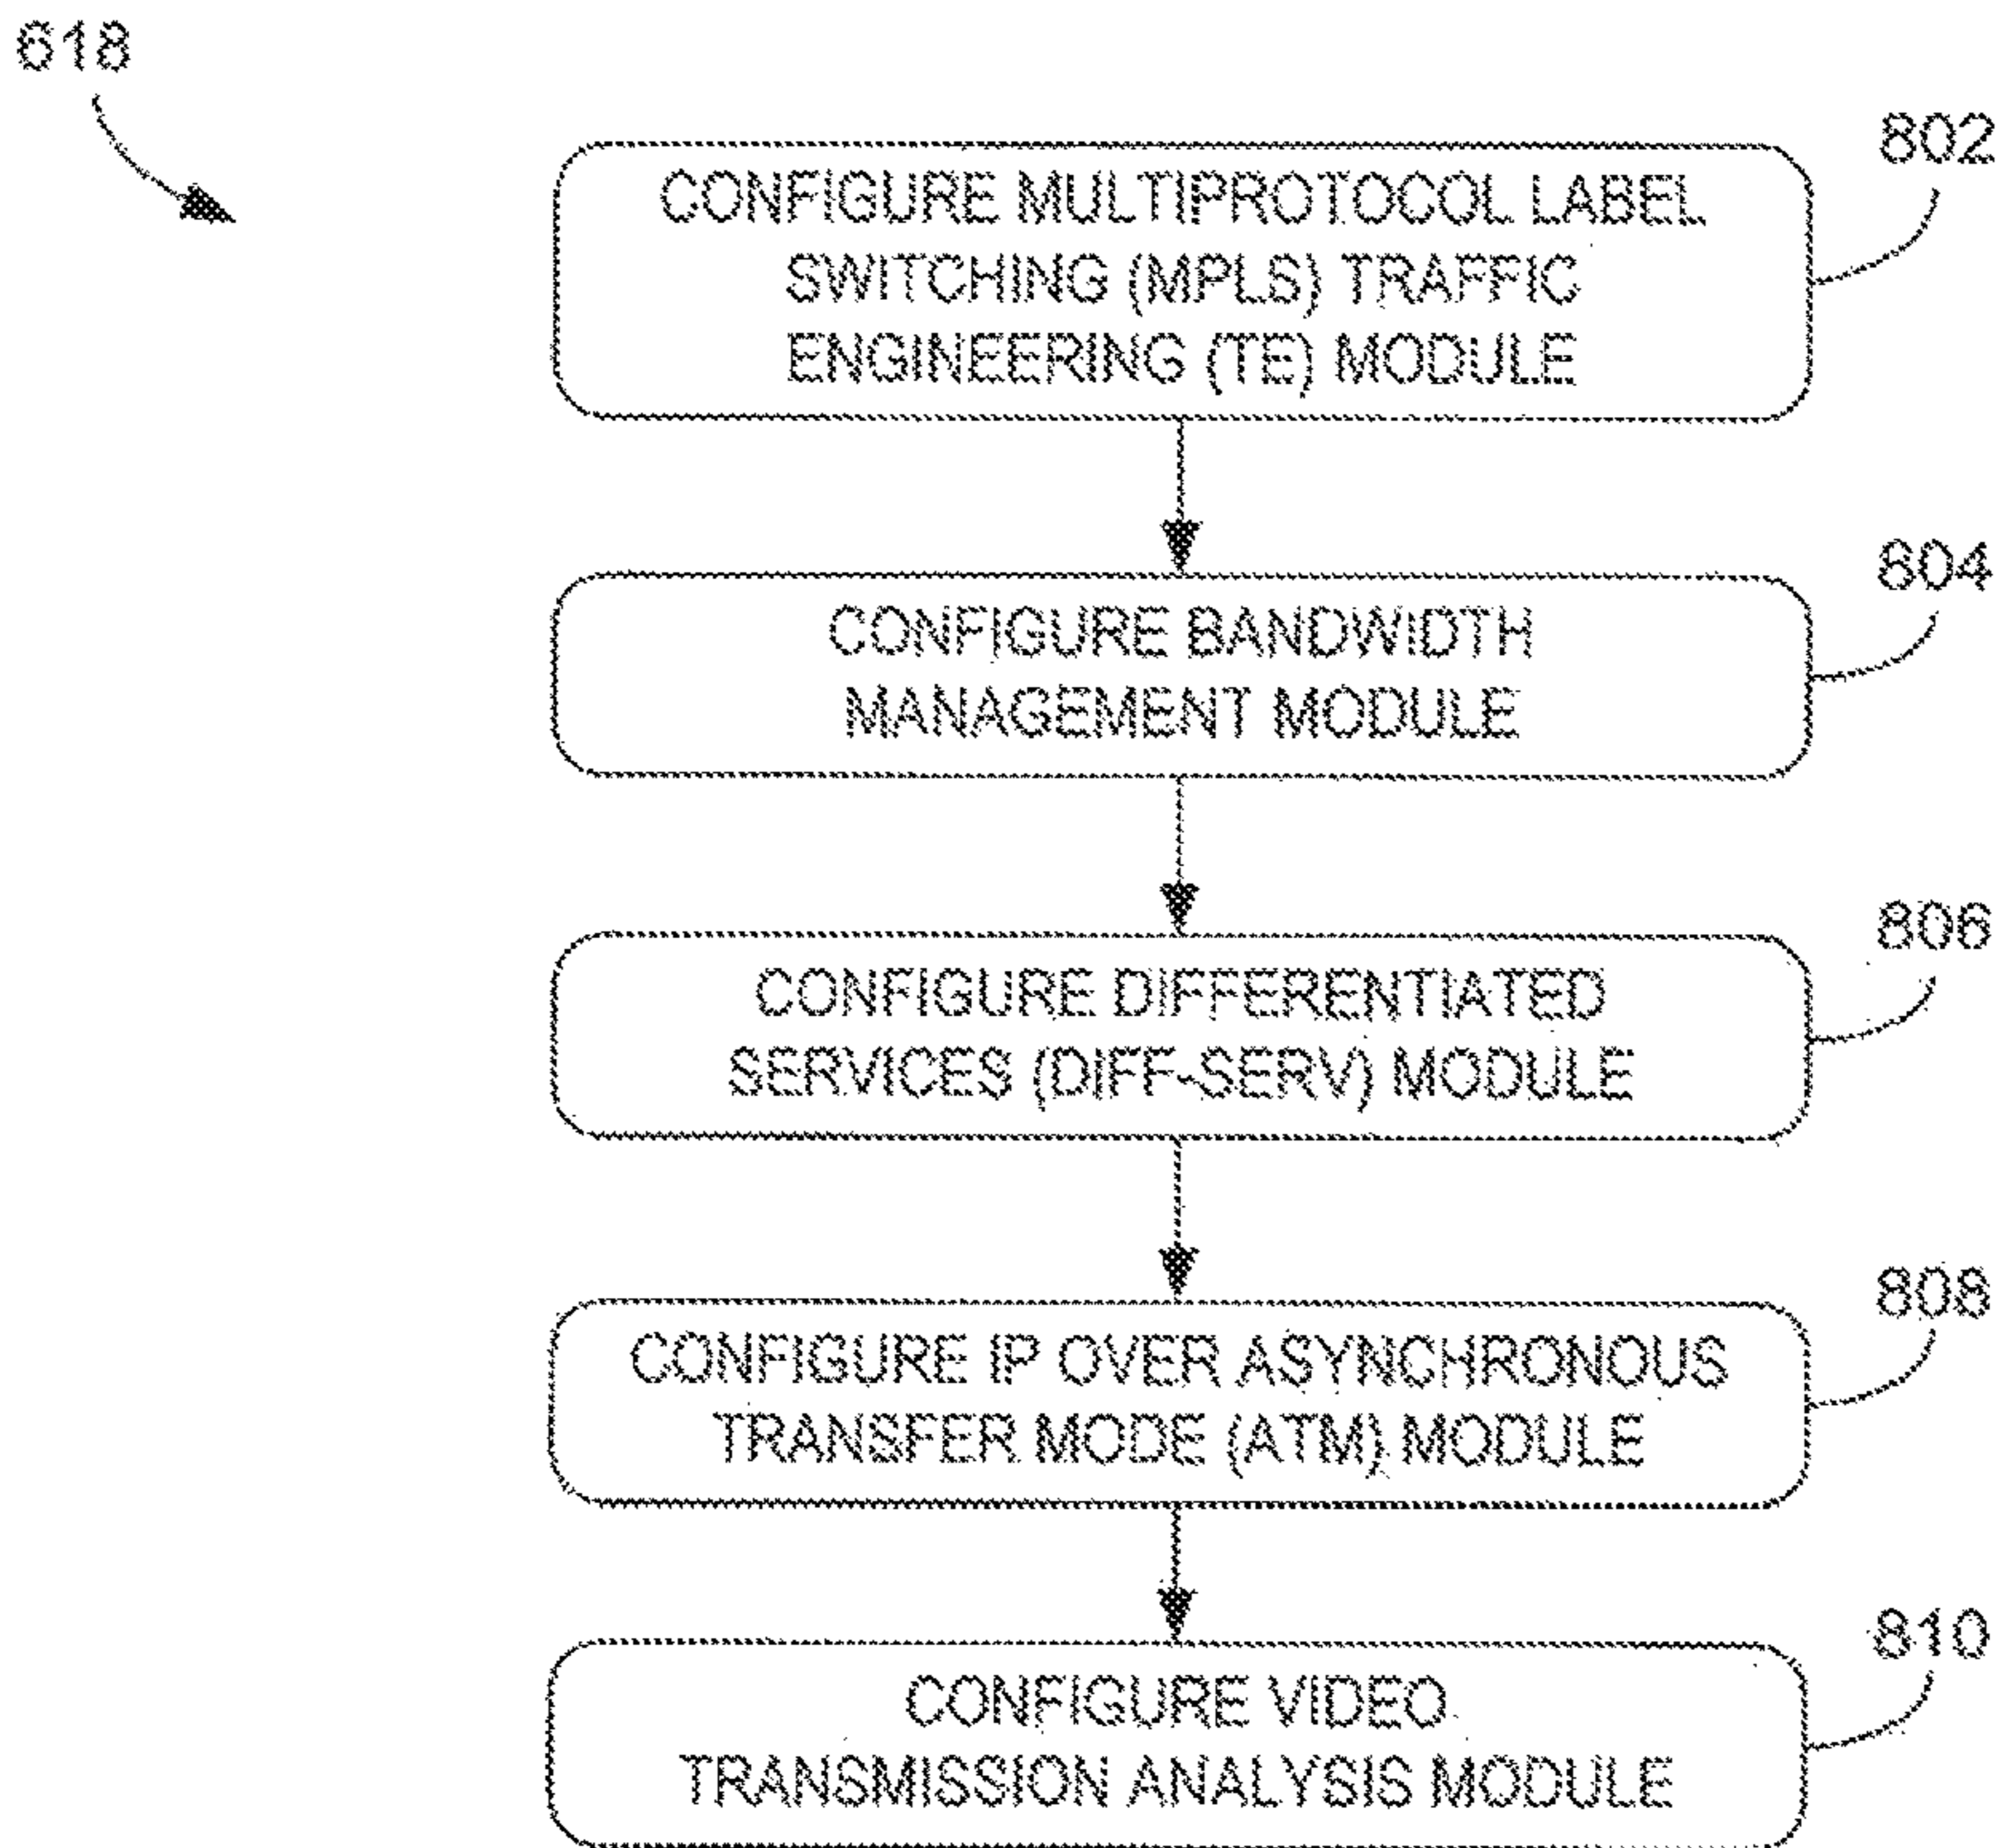 618
802
CONFIGURE MULTIPROTOCOL LABEL
SWITCHING (MPLS) TRAFFIC
ENGINEERING (TE) MODULE
804
CONFIGURE BANDWIDTH
MANAGEMENT MODULE
806
CONFIGURE DIFFERENTIATED
SERVICES (DIFF-SERV) MODULE
808
CONFIGURE IP OVER ASYNCHRONOUS
TRANSFER MODE (ATM) MODULE
810
CONFIGURE VIDEO
TRANSMISSION ANALYSIS MODULE